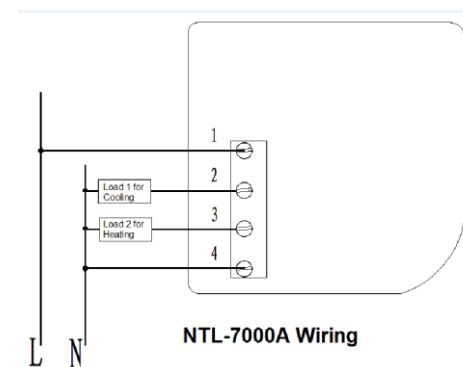 1
2
Load 1 for
Cooling
3
Load 2 for
Heating
4
L N
NTL-7000A Wiring